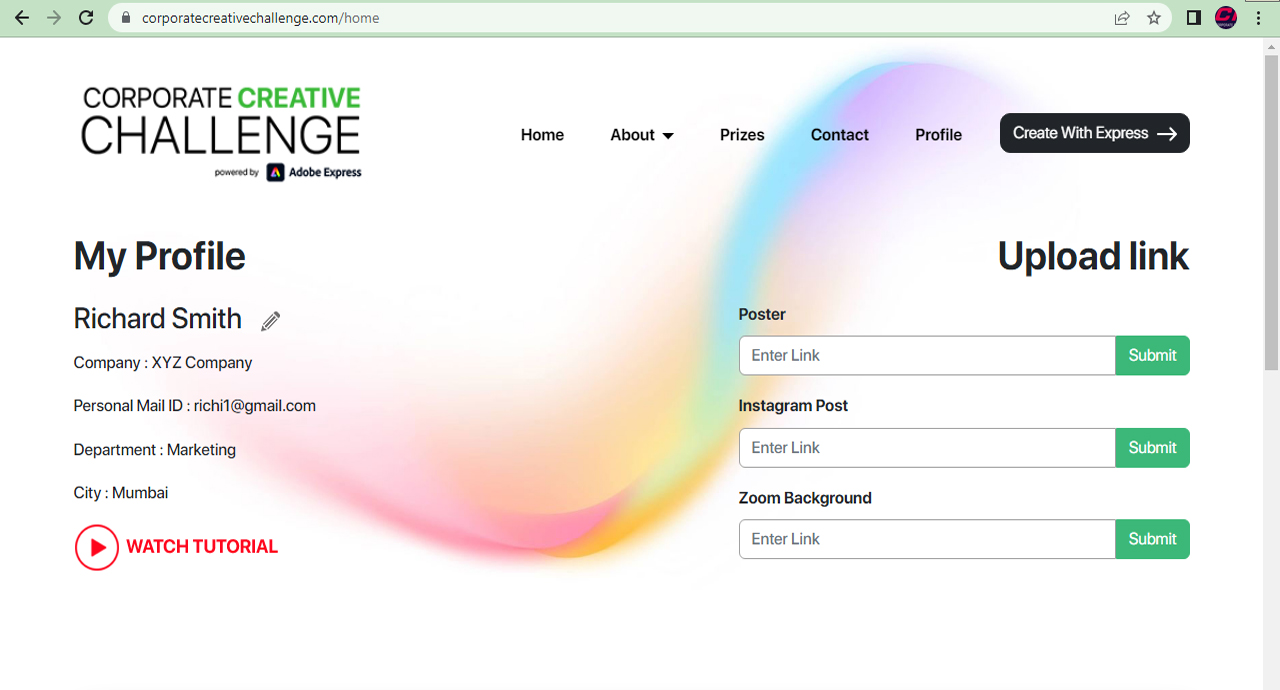 corporatecreativechallenge.com/home
CORPORATE CREATIVE
CHALLENGE
powered by Adobe Express
Home About Prizes Contact Profile Create With Express
My Profile
Richard Smith
Company : XYZ Company
Personal Mail ID : richi1@gmail.com
Department : Marketing
City : Mumbai
WATCH TUTORIAL
Upload link
Poster
Enter Link Submit
Instagram Post
Enter Link Submit
Zoom Background
Enter Link Submit